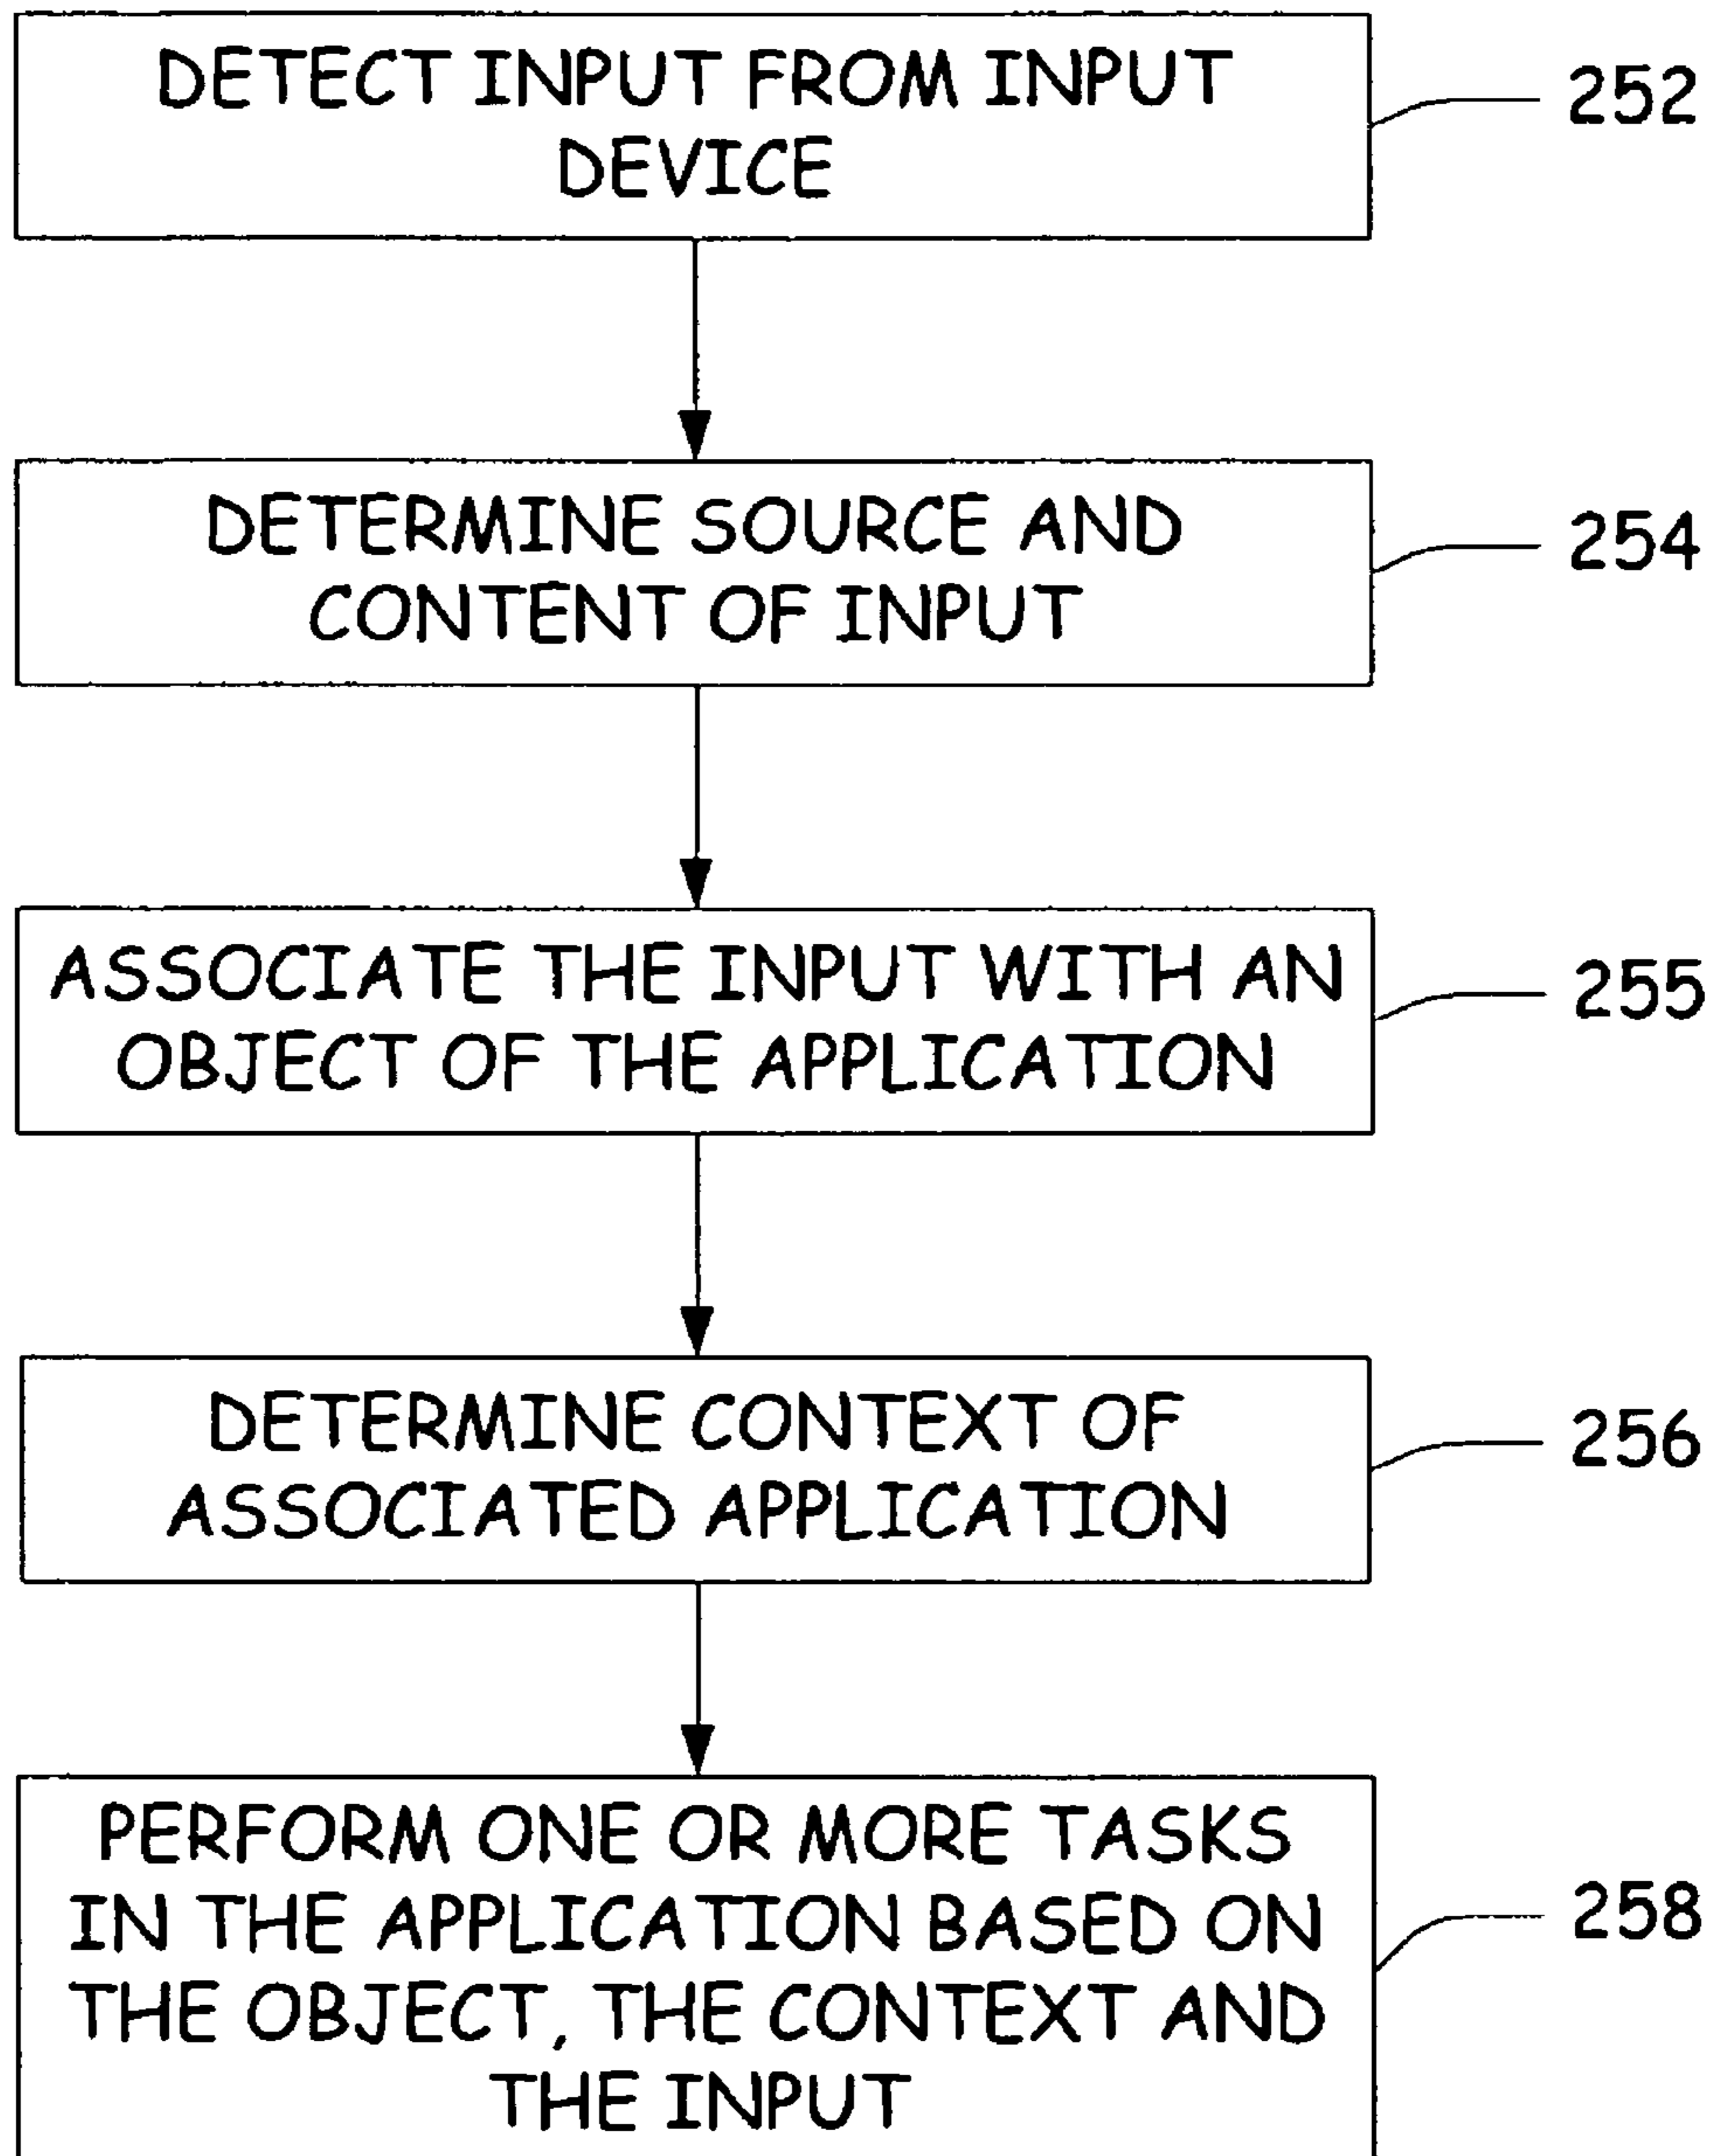 DETECT INPUT FROM INPUT
DEVICE
252
DETERMINE SOURCE AND
CONTENT OF INPUT
254
ASSOCIATE THE INPUT WITH AN
OBJECT OF THE APPLICATION
255
DETERMINE CONTEXT OF
ASSOCIATED APPLICATION
256
PERFORM ONE OR MORE TASKS
IN THE APPLICATION BASED ON
THE OBJECT, THE CONTEXT AND
THE INPUT
258